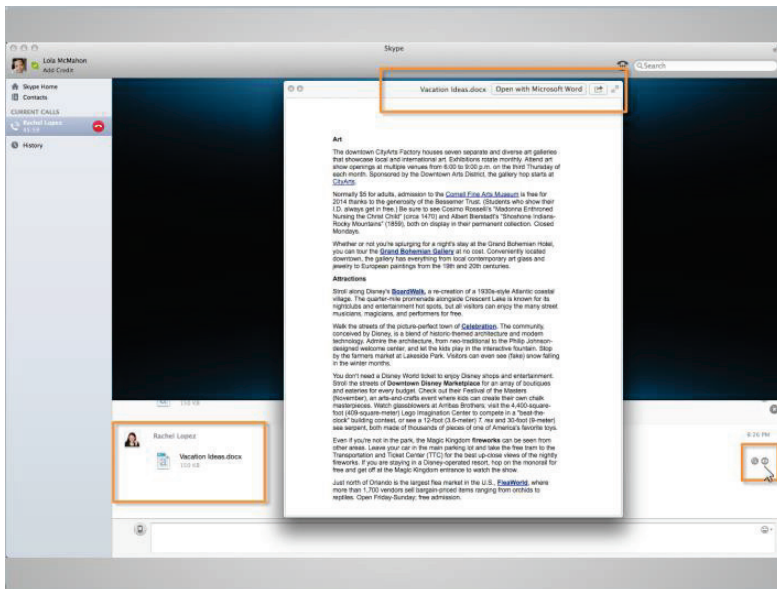 Skype
Lola McMahon
Add Credit
Search
Skype Home
Contacts
CURRENT CALLS
Rachel Lopez
History
Vacation Ideas.docx Open with Microsoft Word
Art
The downtown CityArts Factory houses seven separate and diverse art galleries
that showcase local and international art. Exhibitions rotate monthly. Attend art
show openings at multiple venues from 6:00 to 9:00 p.m. on the third Thursday of
each month. Sponsored by the Downtown Arts District, the gallery hop starts at
CityArts.
Normally $5 for adults, admission to the Cornell Fine Arts Museum is free for
2014 thanks to the generosity of the Bessemer Trust. (Students who show their
I.D. always get in free.) Be sure to see Cosimo Rosselli's "Madonna Enthroned
Nursing the Christ Child" (circa 1470) and Albert Bierstadt's "Shoshone Indians-
Rocky Mountains" (1859), both on display in their permanent collection. Closed
Mondays.
Whether or not you're splurging for a night's stay at the Grand Bohemian Hotel,
you can tour the Grand Bohemian Gallery at no cost. Conveniently located
downtown, the gallery has everything from local contemporary art glass and
jewelry to European paintings from the 19th and 20th centuries.
Attractions
Stroll along Disney's BoardWalk, a re-creation of a 1930s-style Atlantic coastal
village. The quarter-mile promenade alongside Crescent Lake is known for its
nightclubs and entertainment hot spots, but all visitors can enjoy the many street
musicians, magicians, and performers for free.
Walk the streets of the picture-perfect town of Celebration. The community,
conceived by Disney, is a blend of historic-themed architecture and modern
technology. Admire the architecture, from neo-traditional to the Philip Johnson-
designed welcome center, and let the kids play in the interactive fountain. Stop
by the farmers market at Lakeside Park. Visitors can even see (fake) snow falling
in the winter months.
You don't need a Disney World ticket to enjoy Disney shops and entertainment.
Stroll the streets of Downtown Disney Marketplace for an array of boutiques
and eateries for every budget. Check out their Festival of the Masters
(November), an arts-and-crafts event where kids can create their own chalk
masterpieces. Watch glassblowers at Arribas Brothers, visit the 4,400-square-
foot (409-square-meter) Lego Imagination Center to compete in a "beat-the-
clock" building contest, or see a 12-foot (3.6-meter) T. rex and 30-foot (9-meter)
sea serpent, both made of thousands of pieces of one of America's favorite toys.
Even if you're not in the park, the Magic Kingdom fireworks can be seen from
other areas. Leave your car in the main parking lot and take the free tram to the
Transportation and Ticket Center (TTC) for the best up-close views of the nightly
fireworks. If you are staying in a Disney-operated resort, hop on the monorail for
free and get off at the Magic Kingdom entrance to watch the show.
Just north of Orlando is the largest flea market in the U.S., FleaWorld, where
more than 1,700 vendors sell bargain-priced items ranging from orchids to
reptiles. Open Friday-Sunday; free admission.
Rachel Lopez
8:26 PM
Vacation Ideas.docx